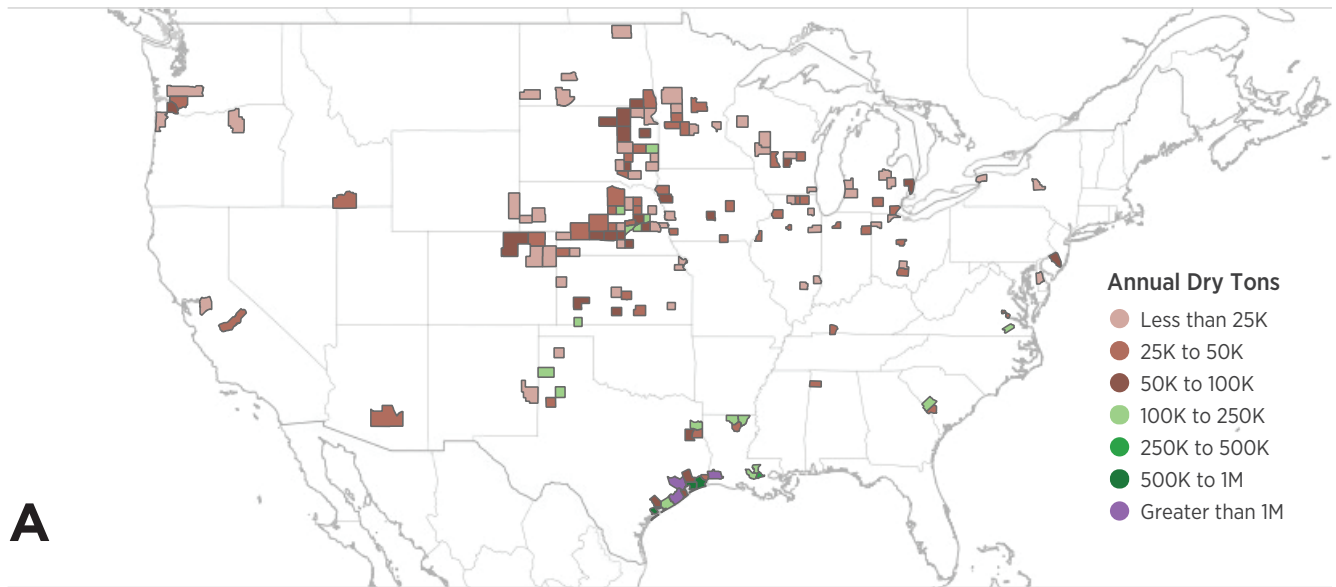 Annual Dry Tons
Less than 25K
25K to 50K
50K to 100K
100K to 250K
250K to 500K
500K to 1M
Greater than 1M
A